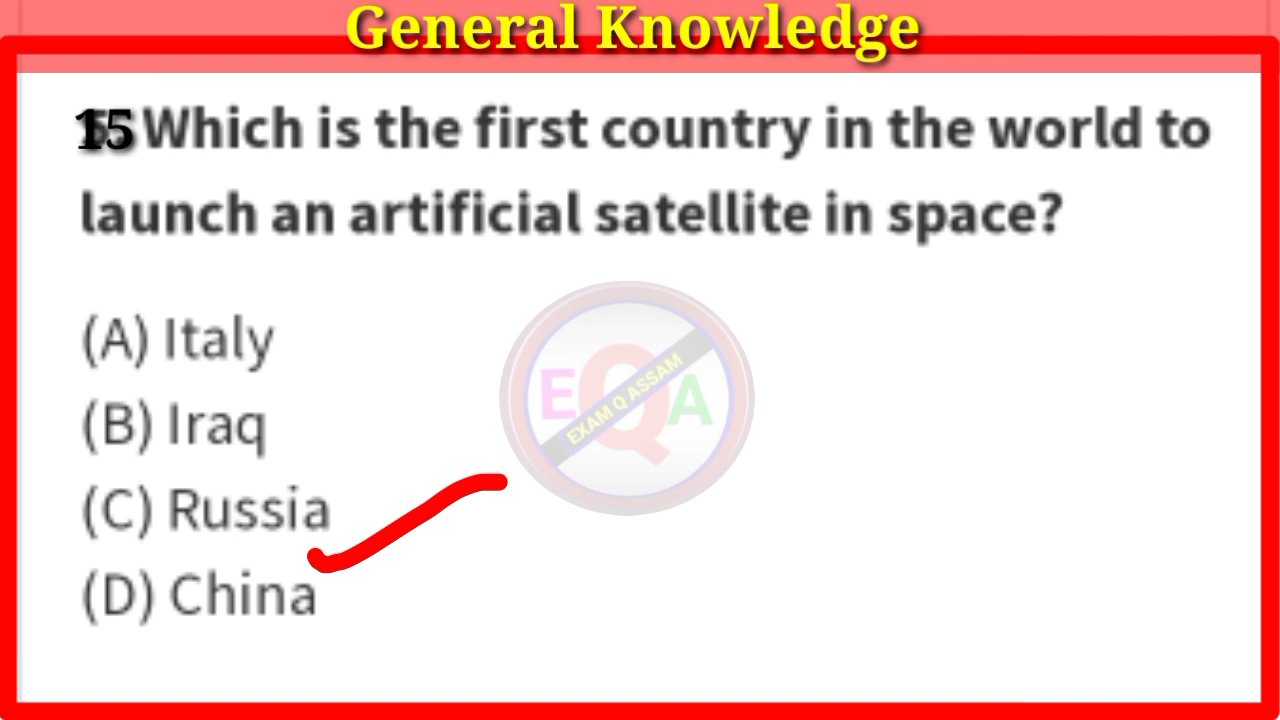 General Knowledge
15 Which is the first country in the world to
launch an artificial satellite in space?
(A) Italy
(B) Iraq
EQA
EXAM Q ASSAM
(C) Russia
(D) China